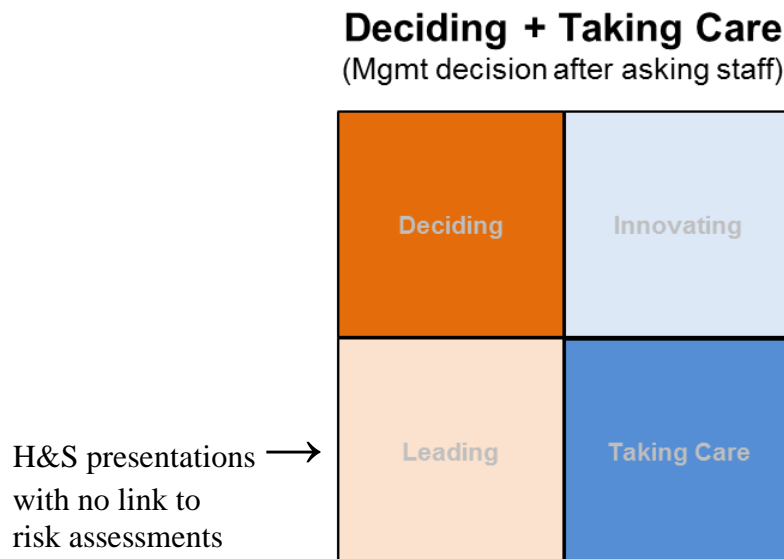 Deciding + Taking Care
(Mgmt decision after asking staff)
Deciding
Innovating
H&S presentations →
with no link to
risk assessments
Leading
Taking Care